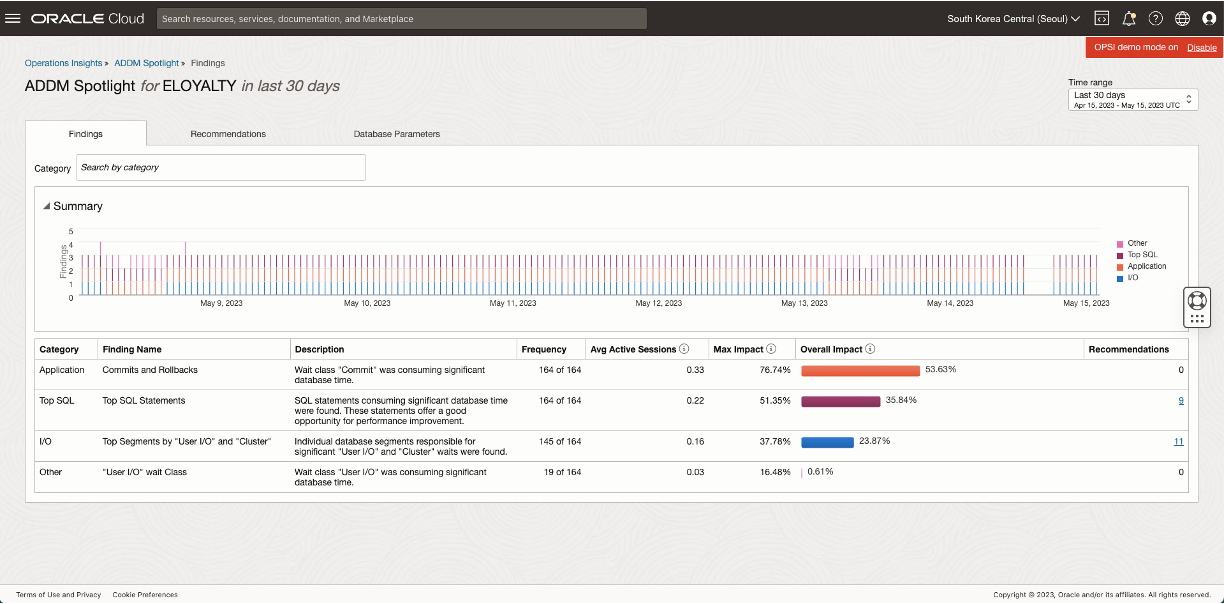 ORACLE Cloud
Search resources, services, documentation, and Marketplace
South Korea Central (Seoul)
OPSI demo mode on Disable
Operations Insights » ADDM Spotlight » Findings
ADDM Spotlight for ELOYALTY in last 30 days
Time range
Last 30 days
Apr 15, 2023 - May 15, 2023 UTC
Findings Recommendations Database Parameters
Category Search by category
Summary
Findings
5
4
3
2
1
0
May 9, 2023 May 10, 2023 May 11, 2023 May 12, 2023 May 13, 2023 May 14, 2023 May 15, 2023
Other
Top SQL
Application
I/O
Category Finding Name Description Frequency Avg Active Sessions Max Impact Overall Impact Recommendations
Application Commits and Rollbacks Wait class "Commit" was consuming significant 164 of 164 0.33 76.74% 53.63% 0
database time.
Top SQL Top SQL Statements SQL statements consuming significant database time 164 of 164 0.22 51.35% 35.84% 9
were found. These statements offer a good
opportunity for performance improvement.
I/O Top Segments by "User I/O" and "Cluster" Individual database segments responsible for 145 of 164 0.16 37.78% 23.87% 11
significant "User I/O" and "Cluster" waits were found.
Other "User I/O" wait Class Wait class "User I/O" was consuming significant 19 of 164 0.03 16.48% 0.61% 0
database time.
Terms of Use and Privacy Cookie Preferences Copyright © 2023, Oracle and/or its affiliates. All rights reserved.